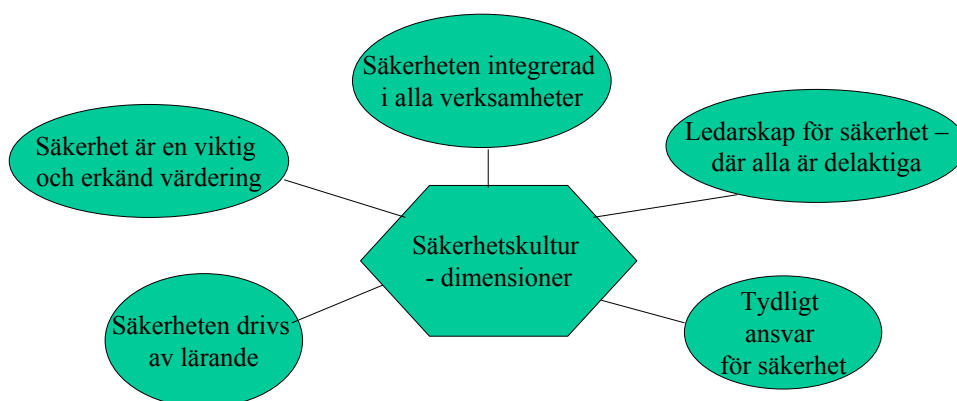 Säkerheten integrerad
i alla verksamheter
Säkerhet är en viktig
och erkänd värdering
Ledarskap för säkerhet –
där alla är delaktiga
Säkerhetskultur
- dimensioner
Säkerheten drivs
av lärande
Tydligt
ansvar
för säkerhet